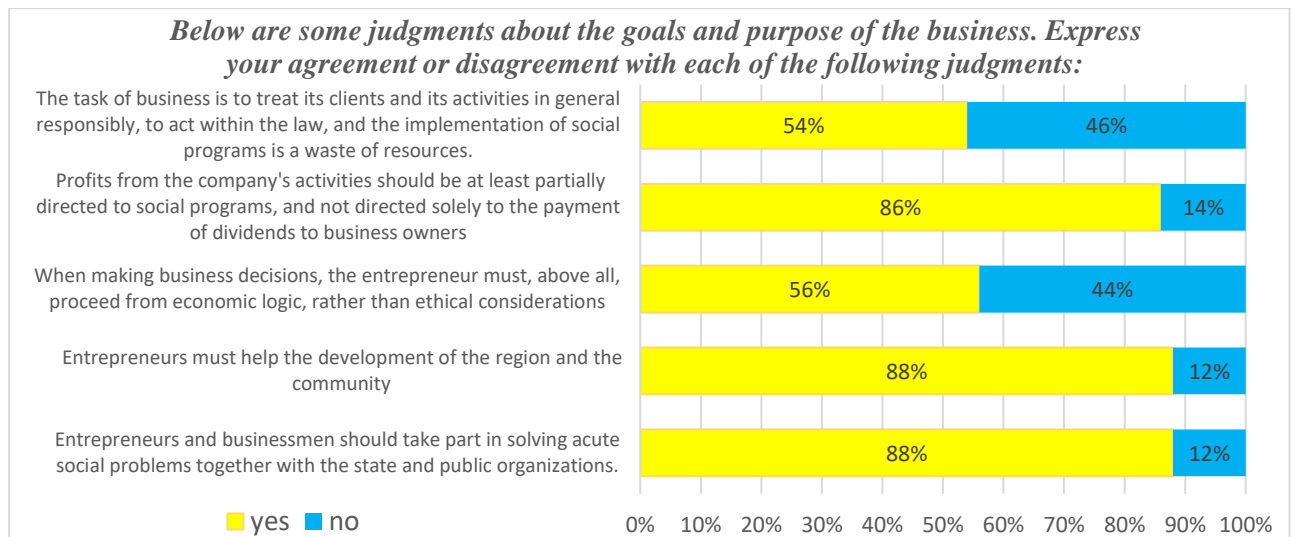 Below are some judgments about the goals and purpose of the business. Express
your agreement or disagreement with each of the following judgments:
The task of business is to treat its clients and its activities in general
responsibly, to act within the law, and the implementation of social
programs is a waste of resources.
54% 46%
Profits from the company's activities should be at least partially
directed to social programs, and not directed solely to the payment
of dividends to business owners
86% 14%
When making business decisions, the entrepreneur must, above all,
proceed from economic logic, rather than ethical considerations
56% 44%
Entrepreneurs must help the development of the region and the
community
88% 12%
Entrepreneurs and businessmen should take part in solving acute
social problems together with the state and public organizations.
88% 12%
yes no
0% 10% 20% 30% 40% 50% 60% 70% 80% 90% 100%